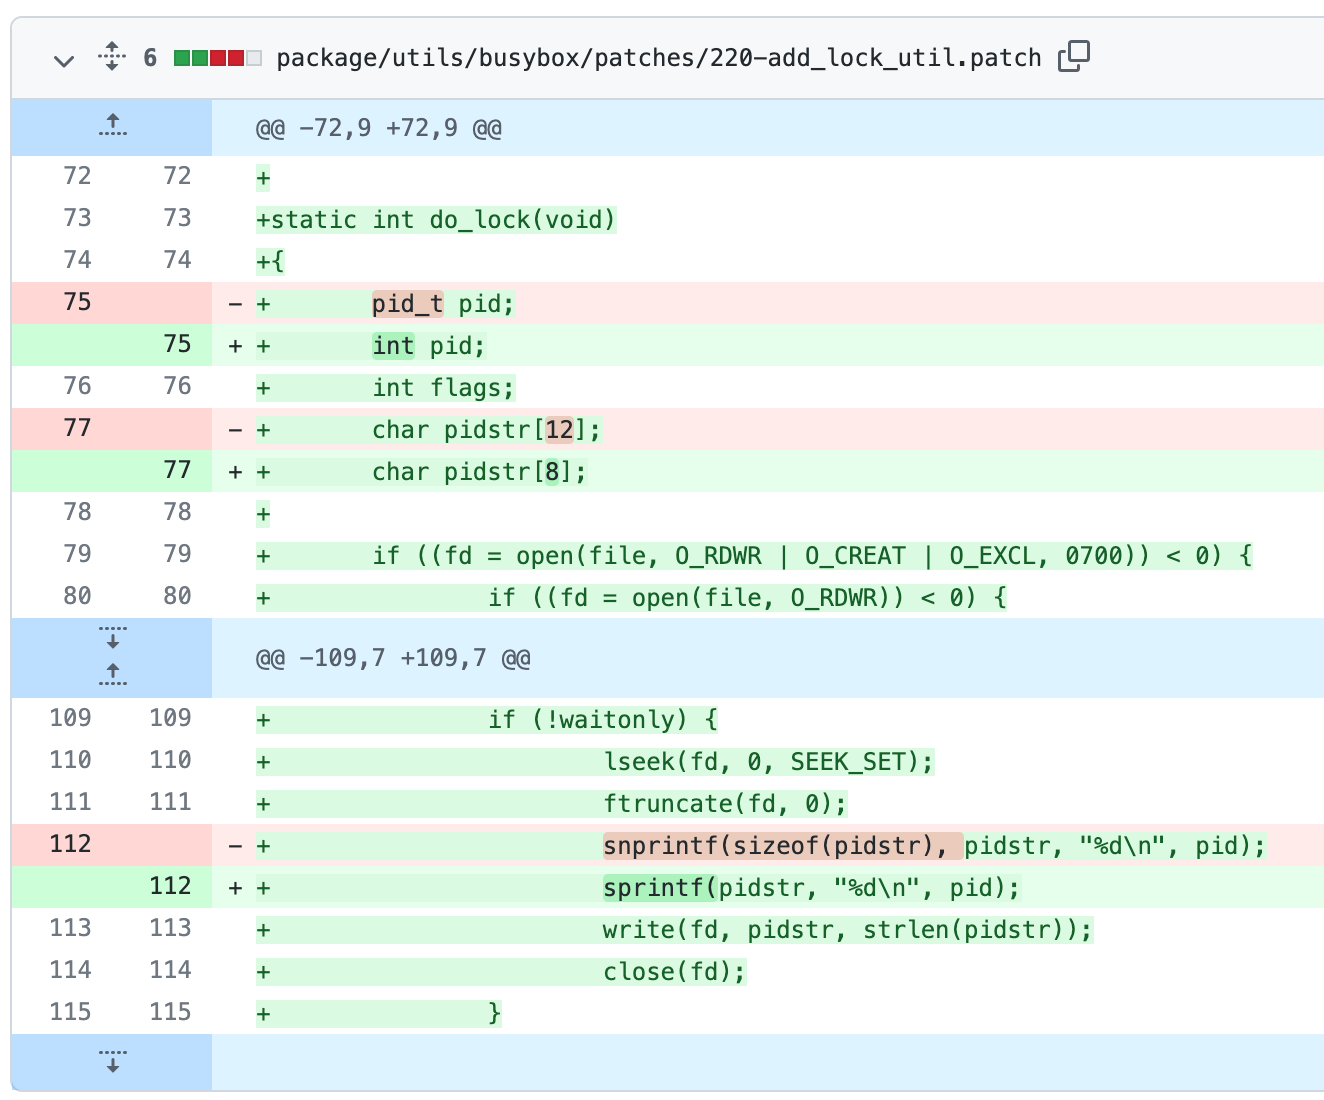 6 package/utils/busybox/patches/220-add_lock_util.patch
@@ -72,9 +72,9 @@
72 72 +
73 73 +static int do_lock(void)
74 74 +{
75 - + pid_t pid;
75 + + int pid;
76 76 + int flags;
77 - + char pidstr[12];
77 + + char pidstr[8];
78 78 +
79 79 + if ((fd = open(file, O_RDWR | O_CREAT | O_EXCL, 0700)) < 0) {
80 80 + if ((fd = open(file, O_RDWR)) < 0) {
@@ -109,7 +109,7 @@
109 109 + if (!waitonly) {
110 110 + lseek(fd, 0, SEEK_SET);
111 111 + ftruncate(fd, 0);
112 - + snprintf(sizeof(pidstr), pidstr, "%d\n", pid);
112 + + sprintf(pidstr, "%d\n", pid);
113 113 + write(fd, pidstr, strlen(pidstr));
114 114 + close(fd);
115 115 + }